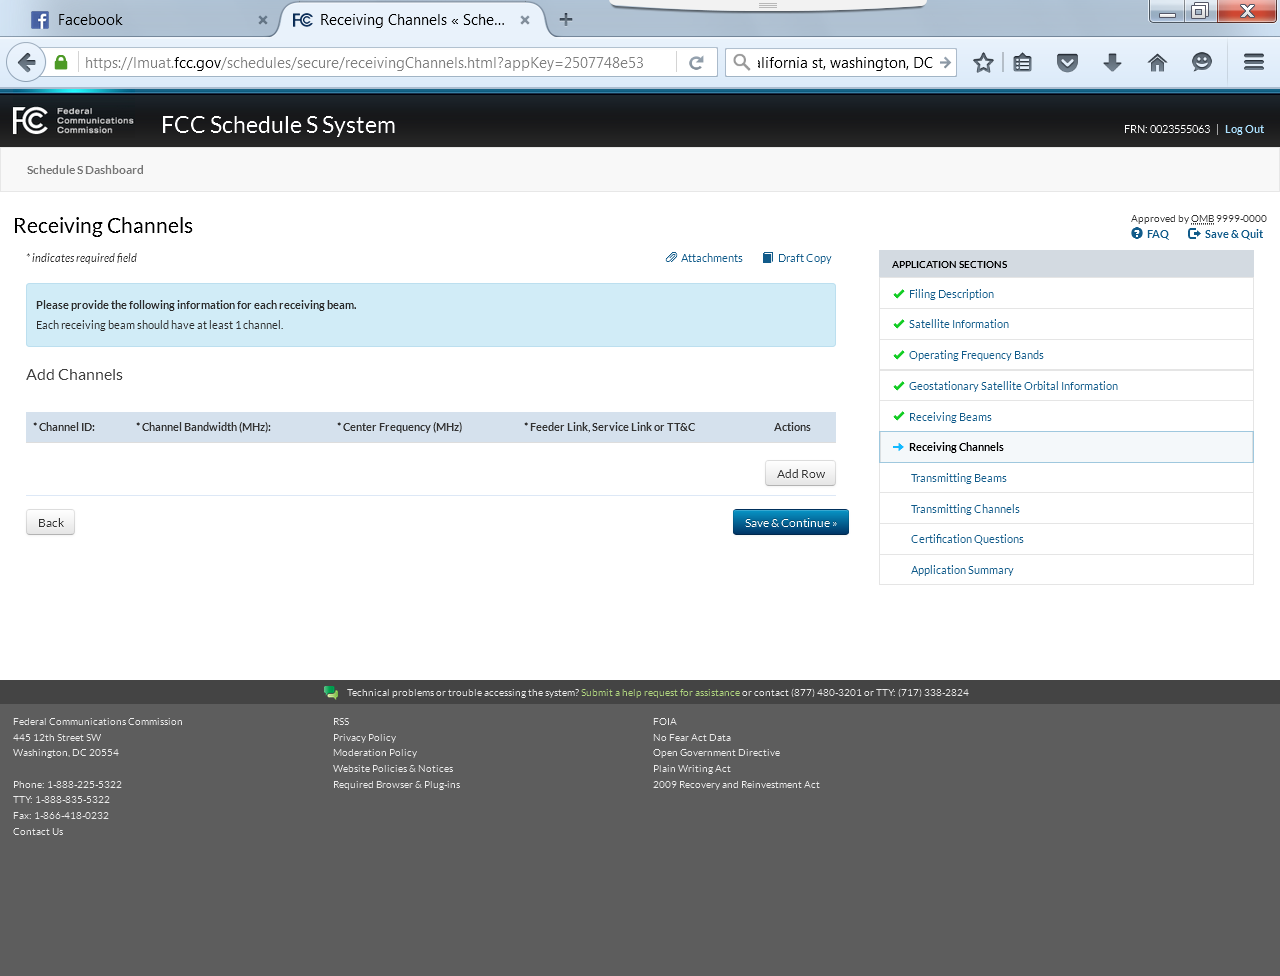 Facebook
Receiving Channels « Sche...
https://lmuat.fcc.gov/schedules/secure/receivingChannels.html?appKey=2507748e53
alifornia st, washington, DC
FCC Federal Communications Commission
FCC Schedule S System
FRN: 0023555063 | Log Out
Schedule S Dashboard
Receiving Channels
Approved by OMB 9999-0000
FAQ Save & Quit
* indicates required field
Attachments Draft Copy
Please provide the following information for each receiving beam.
Each receiving beam should have at least 1 channel.
Add Channels
* Channel ID: * Channel Bandwidth (MHz): * Center Frequency (MHz) * Feeder Link, Service Link or TT&C Actions
Add Row
Back
Save & Continue »
APPLICATION SECTIONS
Filing Description
Satellite Information
Operating Frequency Bands
Geostationary Satellite Orbital Information
Receiving Beams
Receiving Channels
Transmitting Beams
Transmitting Channels
Certification Questions
Application Summary
Technical problems or trouble accessing the system? Submit a help request for assistance or contact (877) 480-3201 or TTY: (717) 338-2824
Federal Communications Commission
445 12th Street SW
Washington, DC 20554
Phone: 1-888-225-5322
TTY: 1-888-835-5322
Fax: 1-866-418-0232
Contact Us
RSS
Privacy Policy
Moderation Policy
Website Policies & Notices
Required Browser & Plug-ins
FOIA
No Fear Act Data
Open Government Directive
Plain Writing Act
2009 Recovery and Reinvestment Act